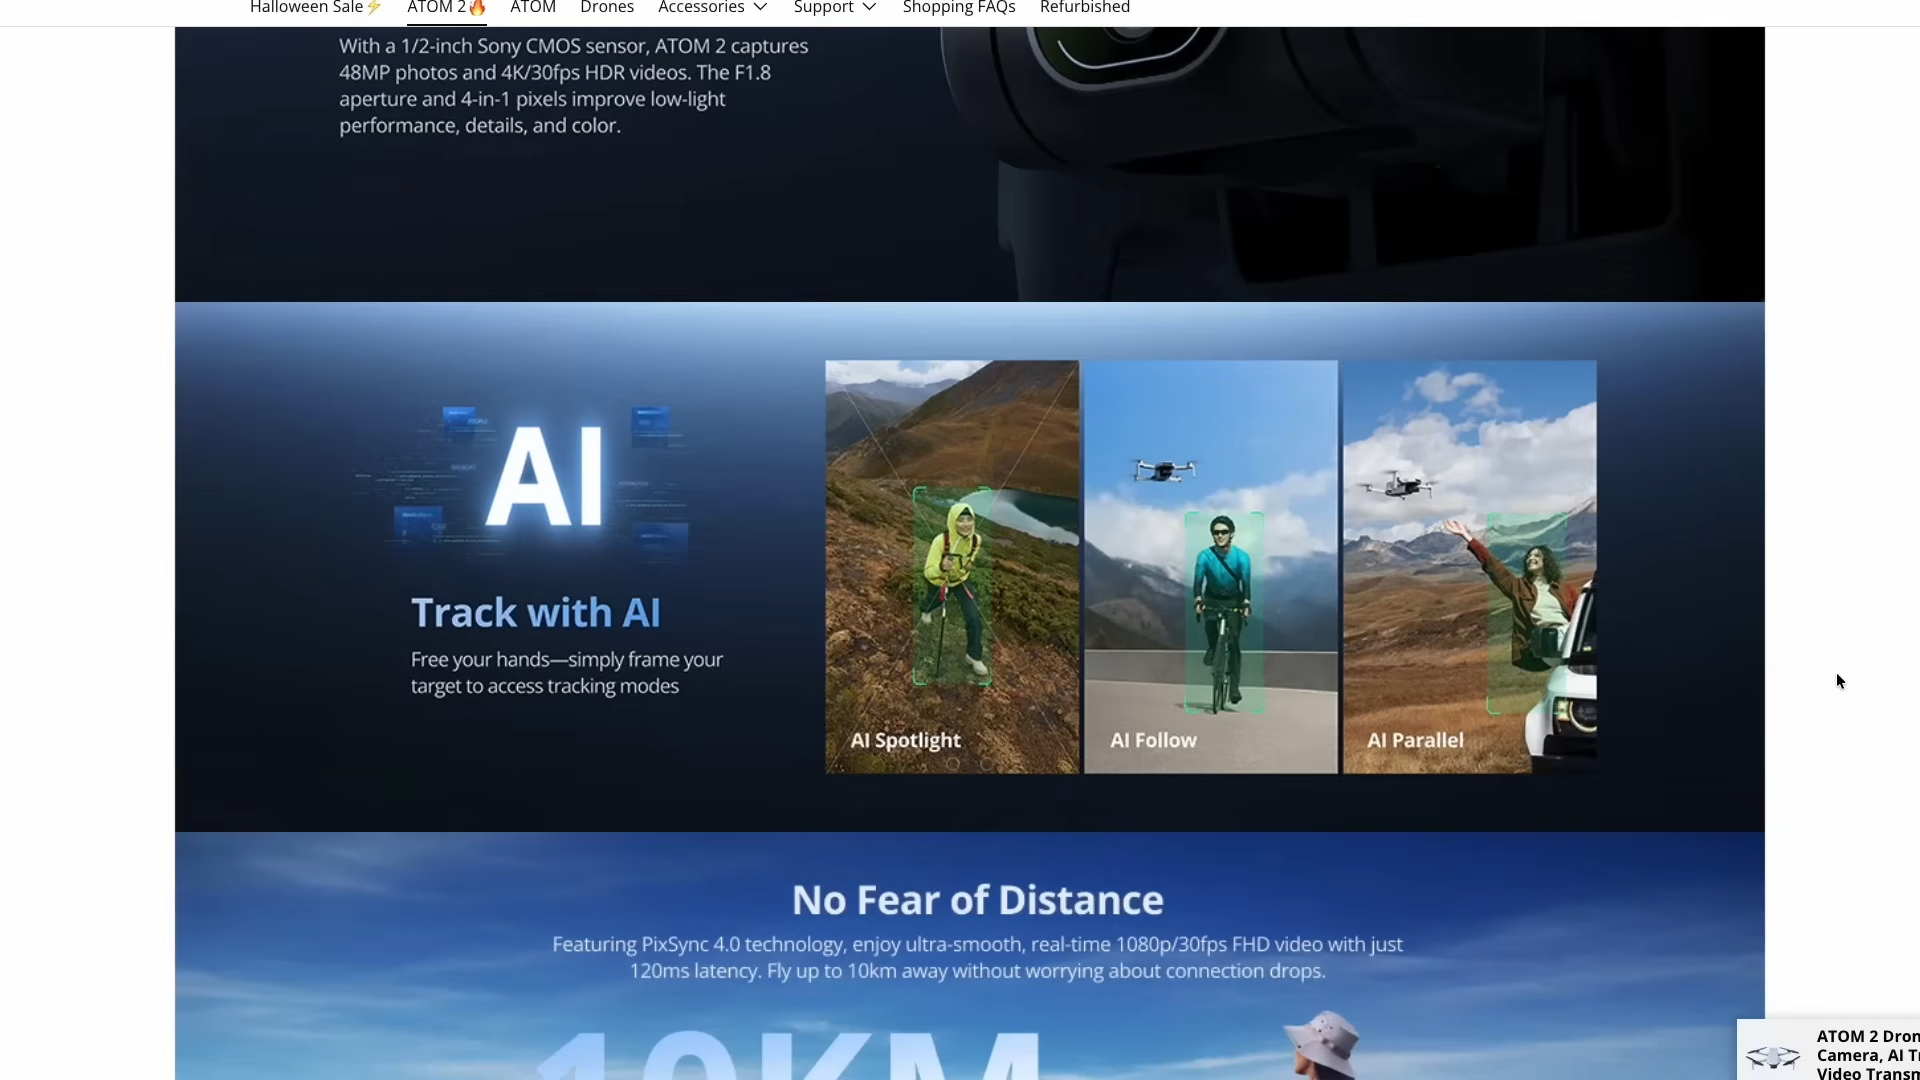 Halloween Sale⚡ ATOM 2🔥 ATOM Drones Accessories Support Shopping FAQs Refurbished
With a 1/2-inch Sony CMOS sensor, ATOM 2 captures
48MP photos and 4K/30fps HDR videos. The F1.8
aperture and 4-in-1 pixels improve low-light
performance, details, and color.
AI
Track with AI
Free your hands—simply frame your
target to access tracking modes
AI Spotlight
AI Follow
AI Parallel
No Fear of Distance
Featuring PixSync 4.0 technology, enjoy ultra-smooth, real-time 1080p/30fps FHD video with just
120ms latency. Fly up to 10km away without worrying about connection drops.
10KM
ATOM 2 Dron
Camera, AI Tr
Video Transm